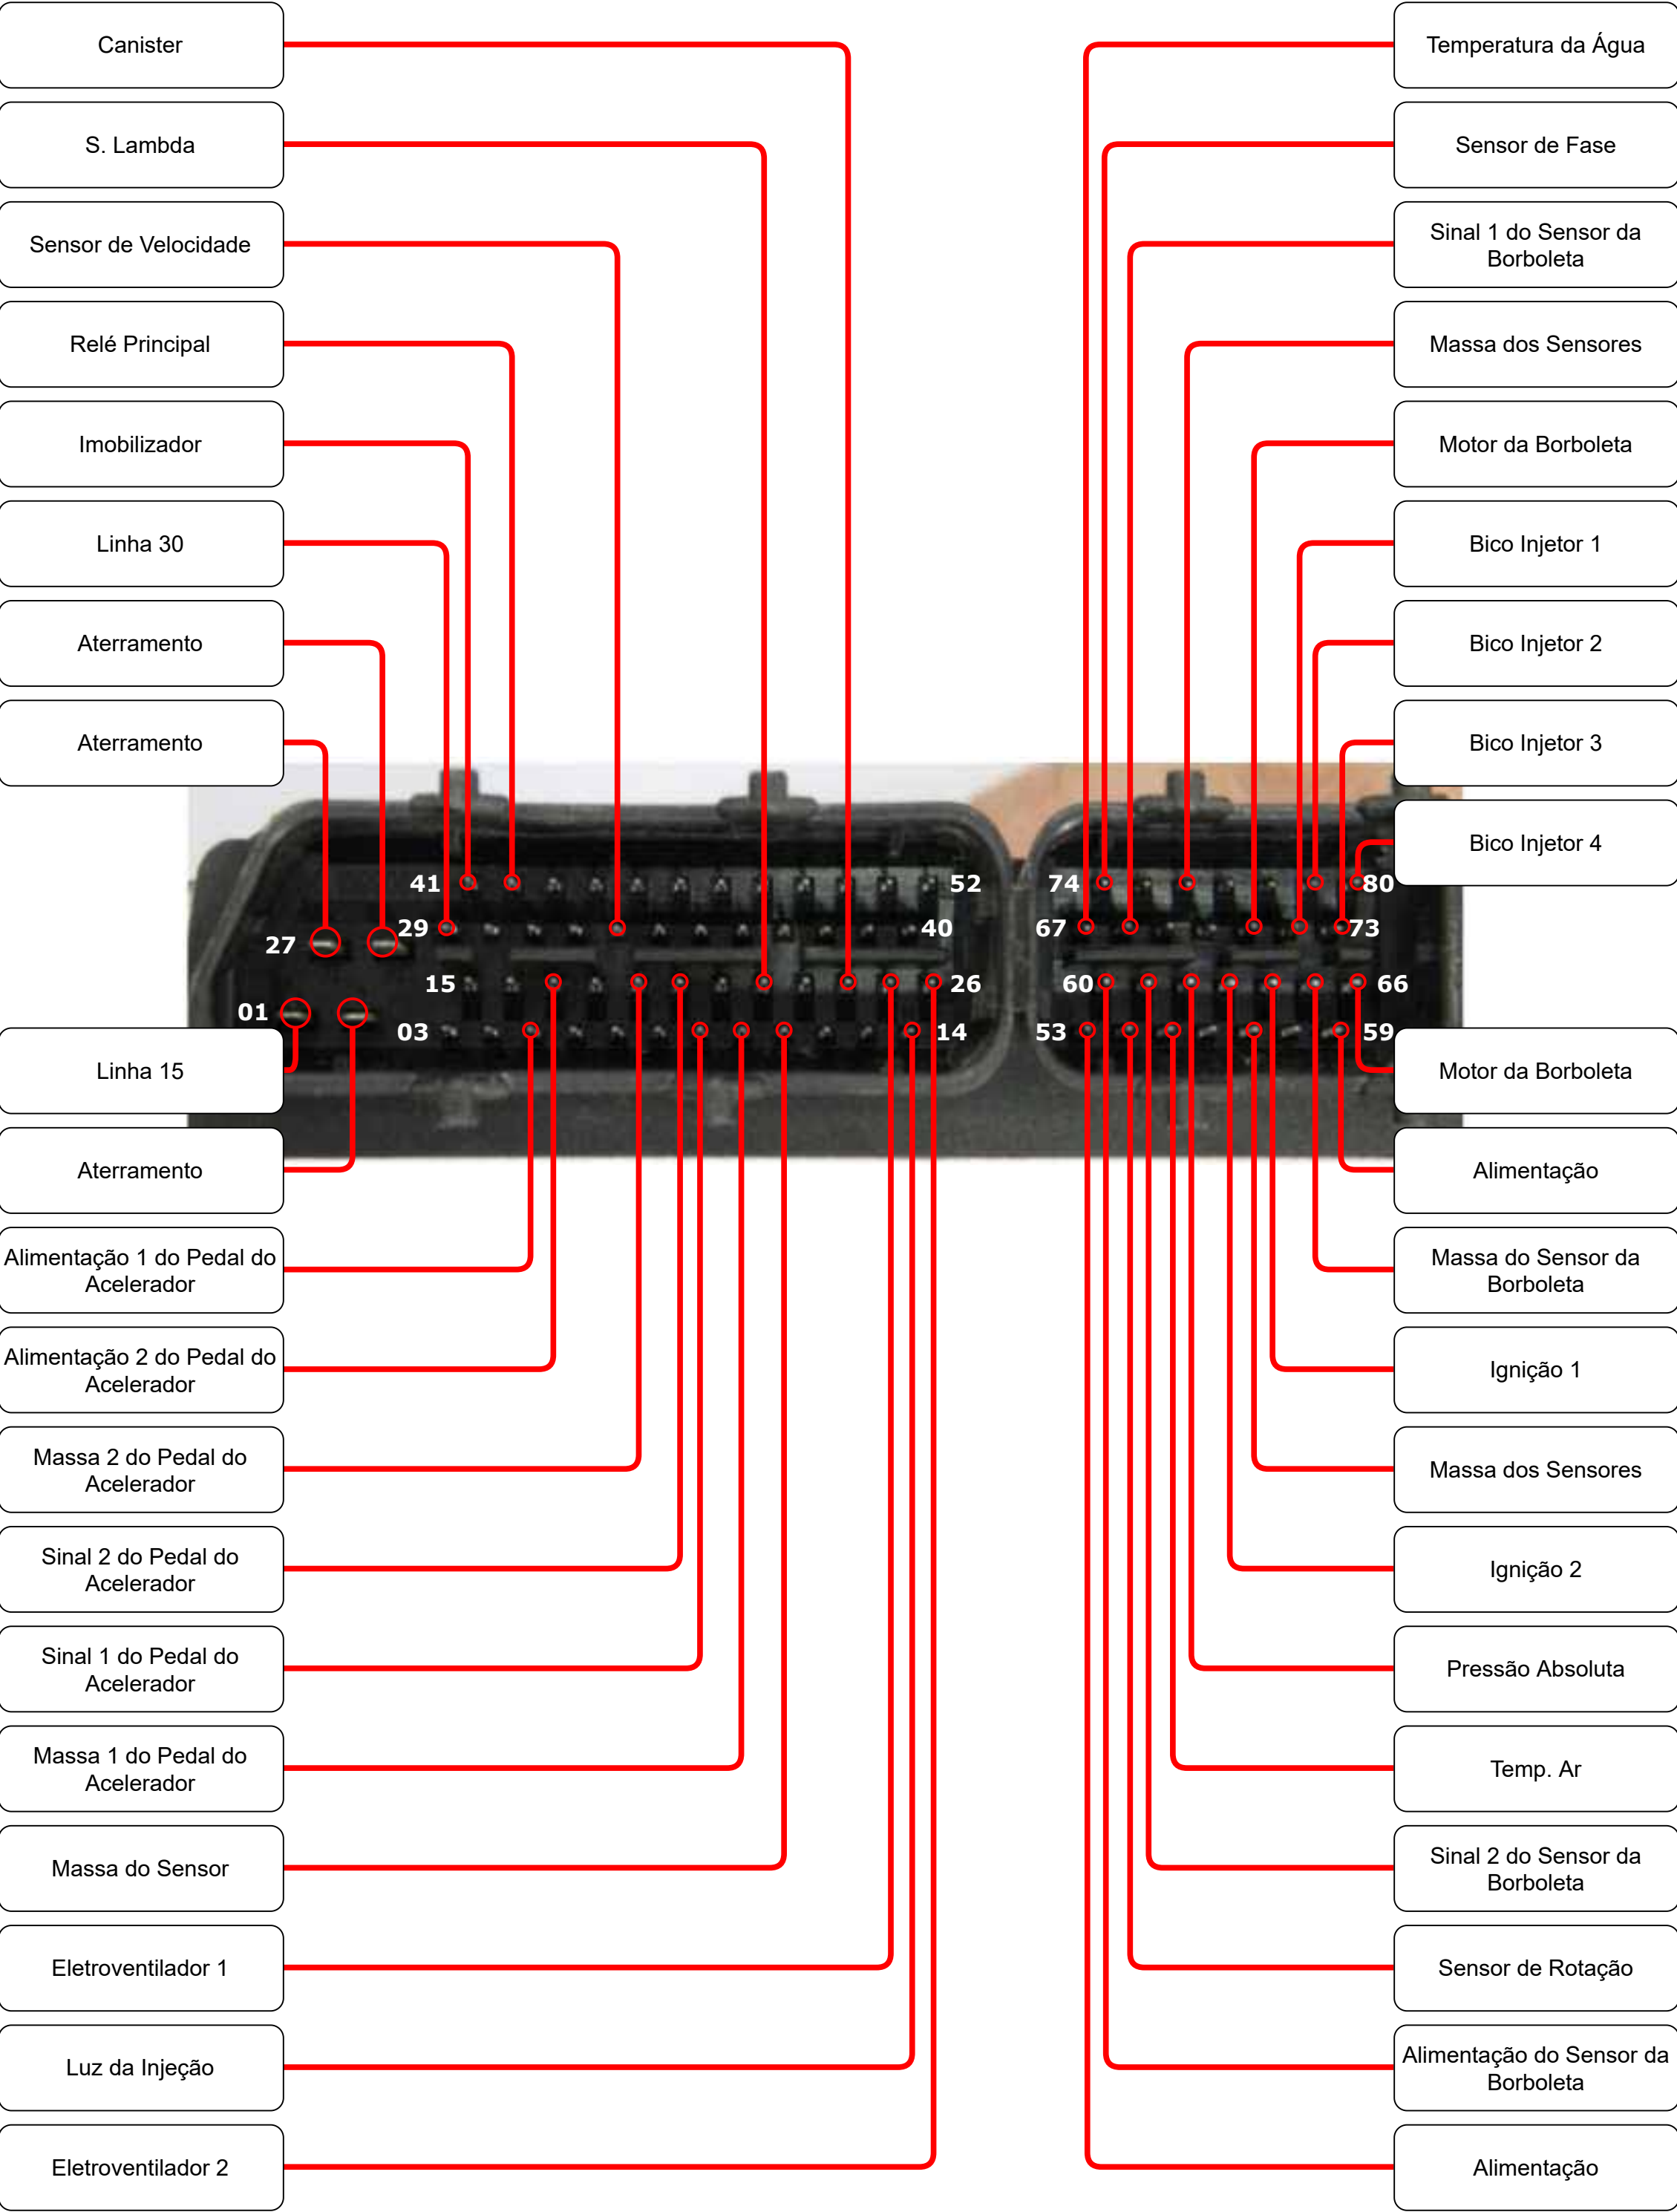 Canister
S. Lambda
Sensor de Velocidade
Relé Principal
Imobilizador
Linha 30
Aterramento
Aterramento
Temperatura da Água
Sensor de Fase
Sinal 1 do Sensor da
Borboleta
Massa dos Sensores
Motor da Borboleta
Bico Injetor 1
Bico Injetor 2
Bico Injetor 3
Bico Injetor 4
41
52
74
80
27
29
40
67
73
15
26
60
66
01
03
14
53
59
Linha 15
Aterramento
Alimentação 1 do Pedal do
Acelerador
Alimentação 2 do Pedal do
Acelerador
Massa 2 do Pedal do
Acelerador
Sinal 2 do Pedal do
Acelerador
Sinal 1 do Pedal do
Acelerador
Massa 1 do Pedal do
Acelerador
Massa do Sensor
Eletroventilador 1
Luz da Injeção
Eletroventilador 2
Motor da Borboleta
Alimentação
Massa do Sensor da
Borboleta
Ignição 1
Massa dos Sensores
Ignição 2
Pressão Absoluta
Temp. Ar
Sinal 2 do Sensor da
Borboleta
Sensor de Rotação
Alimentação do Sensor da
Borboleta
Alimentação